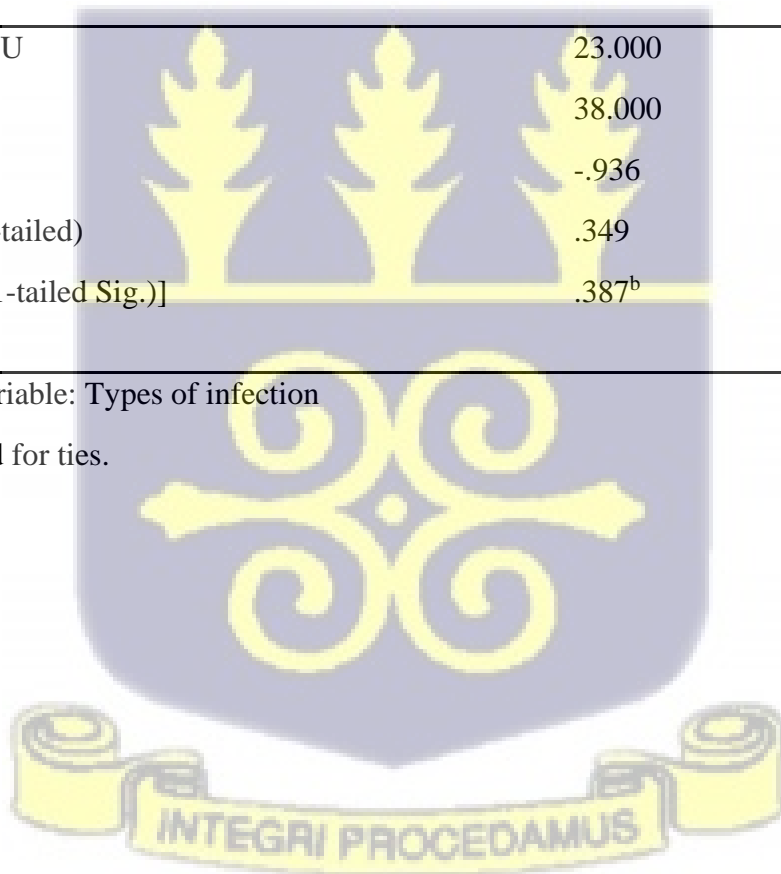 U 23.000
38.000
-.936
tailed) .349
-tailed Sig.)] .387b
riable: Types of infection
for ties.
INTEGRI PROCEDAMUS